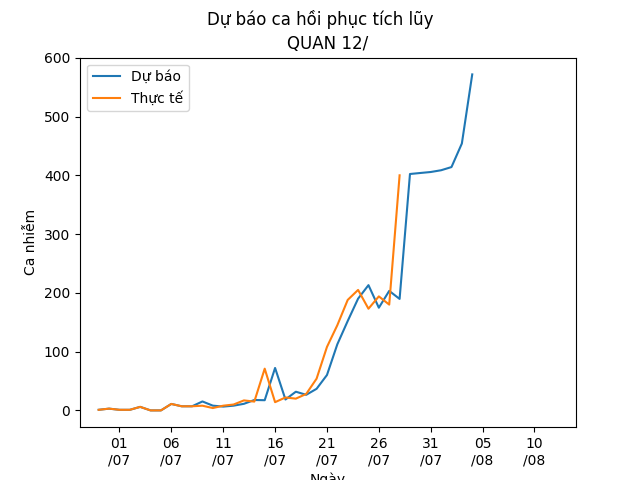 Dự báo ca hồi phục tích lũy
QUAN 12/
Dự báo
Thực tế
Ca nhiễm
600
500
400
300
200
100
0
01 06 11 16 21 26 31 05 10
/07 /07 /07 /07 /07 /07 /07 /08 /08
Ngày